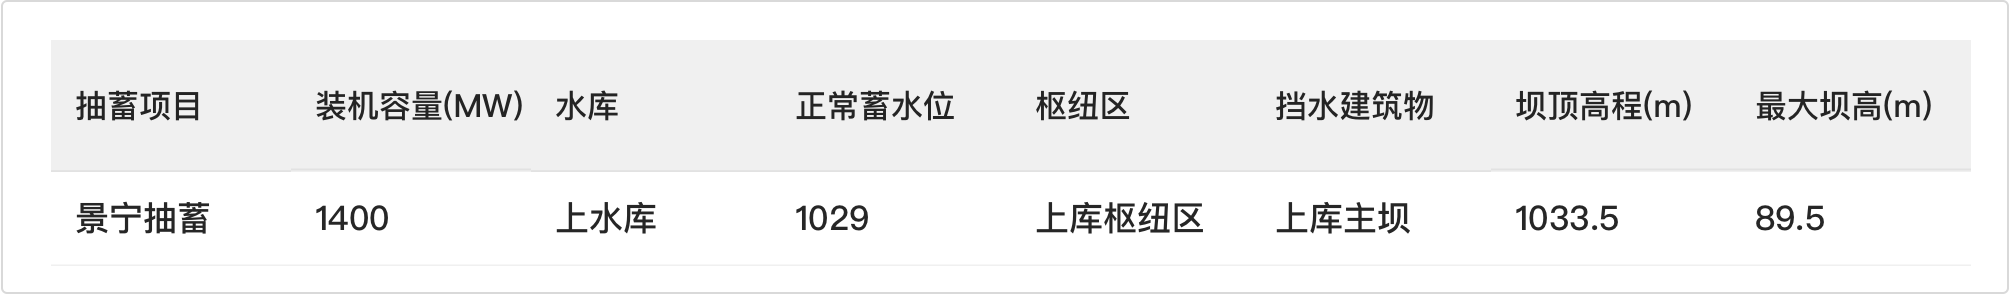 抽蓄项目 装机容量(MW) 水库 正常蓄水位 枢纽区 挡水建筑物 坝顶高程(m) 最大坝高(m)
景宁抽蓄 1400 上水库 1029 上库枢纽区 上库主坝 1033.5 89.5